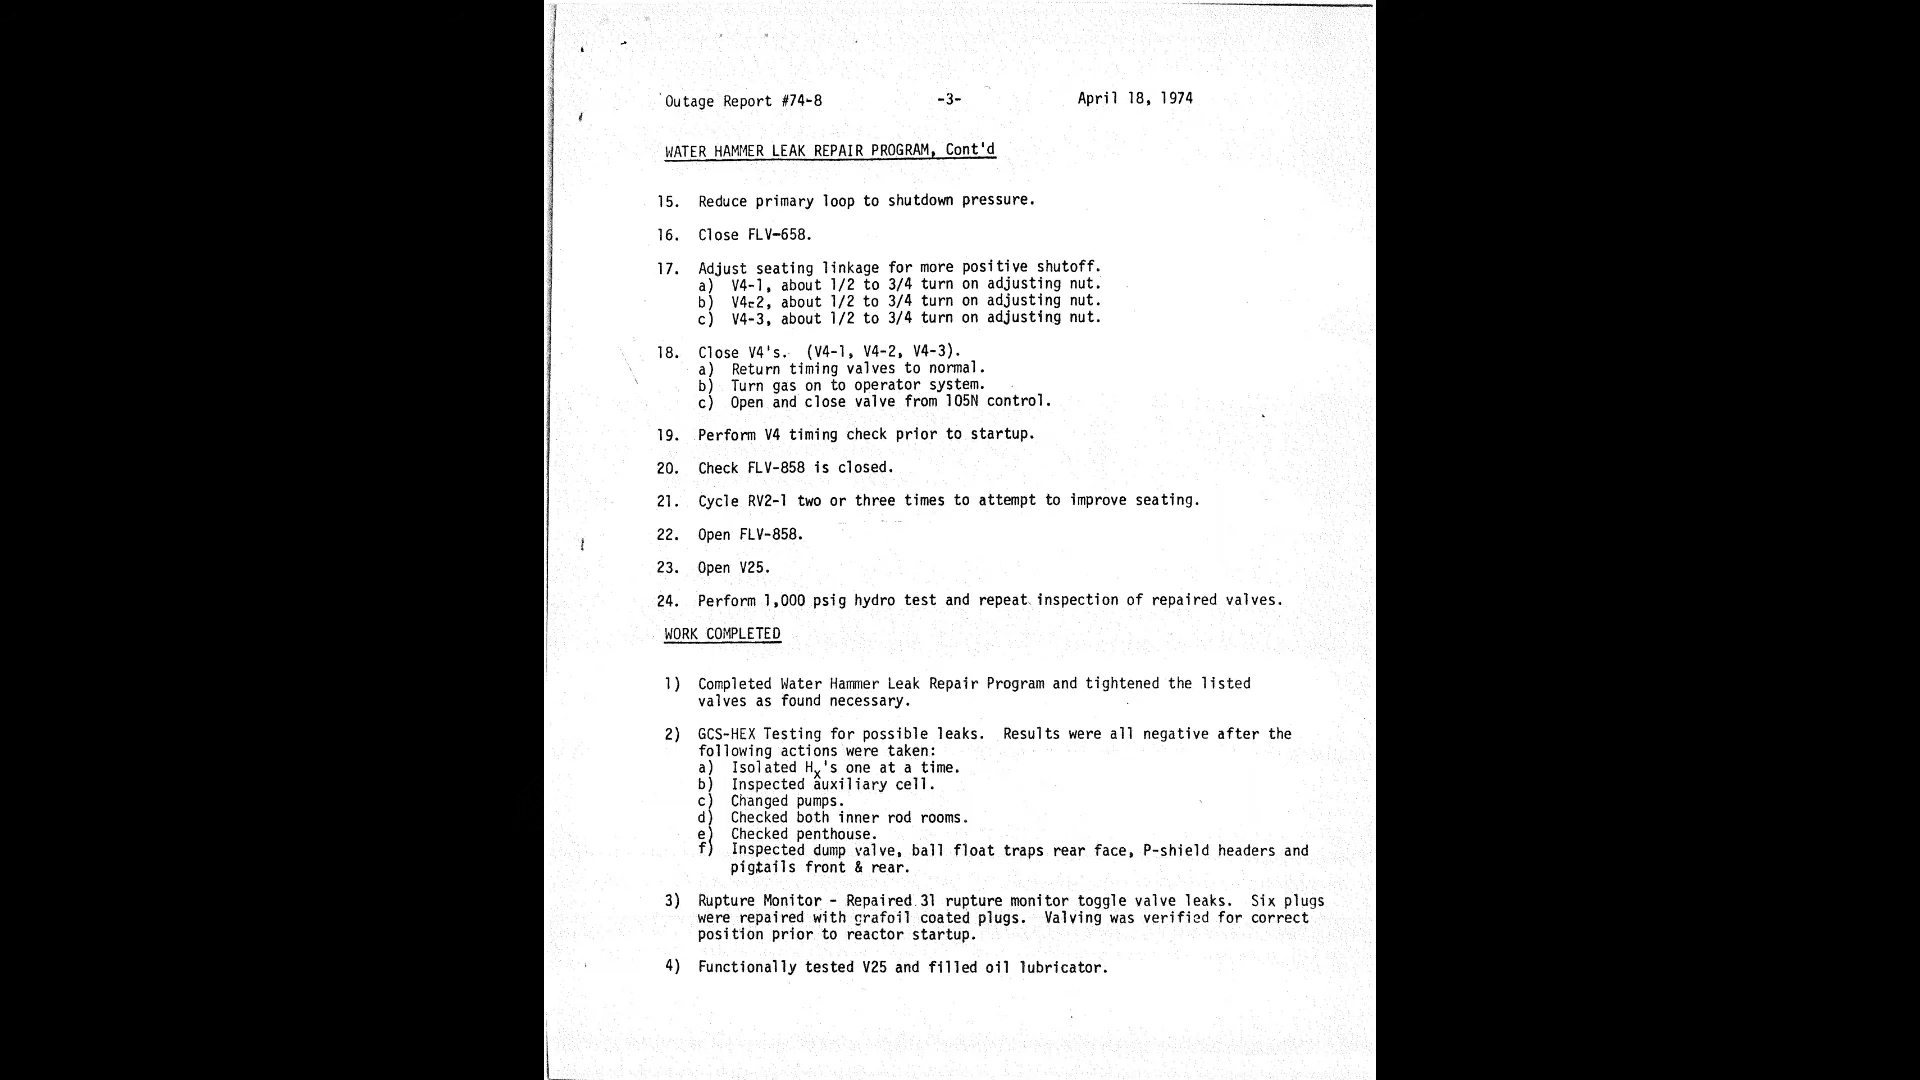 Outage Report #74-8 -3- April 18, 1974
WATER HAMMER LEAK REPAIR PROGRAM, Cont'd
15. Reduce primary loop to shutdown pressure.
16. Close FLV-658.
17. Adjust seating linkage for more positive shutoff.
a) V4-1, about 1/2 to 3/4 turn on adjusting nut.
b) V4-2, about 1/2 to 3/4 turn on adjusting nut.
c) V4-3, about 1/2 to 3/4 turn on adjusting nut.
18. Close V4's. (V4-1, V4-2, V4-3).
a) Return timing valves to normal.
b) Turn gas on to operator system.
c) Open and close valve from 105N control.
19. Perform V4 timing check prior to startup.
20. Check FLV-858 is closed.
21. Cycle RV2-1 two or three times to attempt to improve seating.
22. Open FLV-858.
23. Open V25.
24. Perform 1,000 psig hydro test and repeat inspection of repaired valves.
WORK COMPLETED
1) Completed Water Hammer Leak Repair Program and tightened the listed
valves as found necessary.
2) GCS-HEX Testing for possible leaks. Results were all negative after the
following actions were taken:
a) Isolated Hx's one at a time.
b) Inspected auxiliary cell.
c) Changed pumps.
d) Checked both inner rod rooms.
e) Checked penthouse.
f) Inspected dump valve, ball float traps rear face, P-shield headers and
pigtails front & rear.
3) Rupture Monitor - Repaired 31 rupture monitor toggle valve leaks. Six plugs
were repaired with grafoil coated plugs. Valving was verified for correct
position prior to reactor startup.
4) Functionally tested V25 and filled oil lubricator.